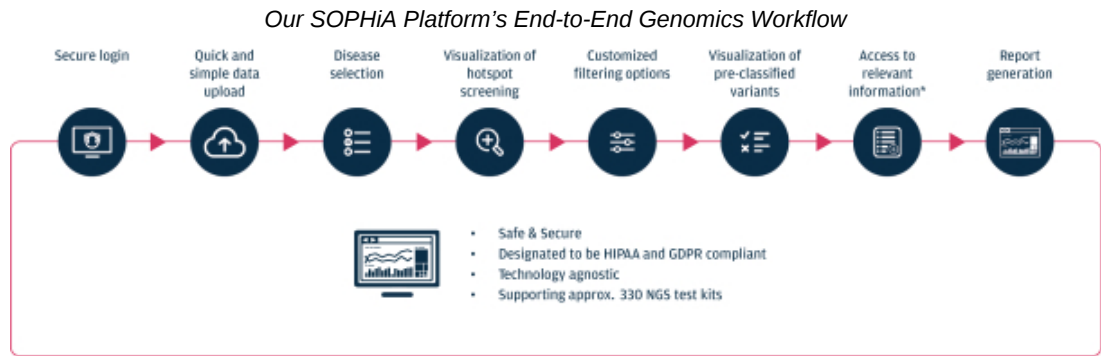 Our SOPHiA Platform's End-to-End Genomics Workflow
Secure login
Quick and
simple data
upload
Disease
selection
Visualization of
hotspot
screening
Customized
filtering options
Visualization of
pre-classified
variants
Access to
relevant
information*
Report
generation
• Safe & Secure
• Designated to be HIPAA and GDPR compliant
• Technology agnostic
• Supporting approx. 330 NGS test kits